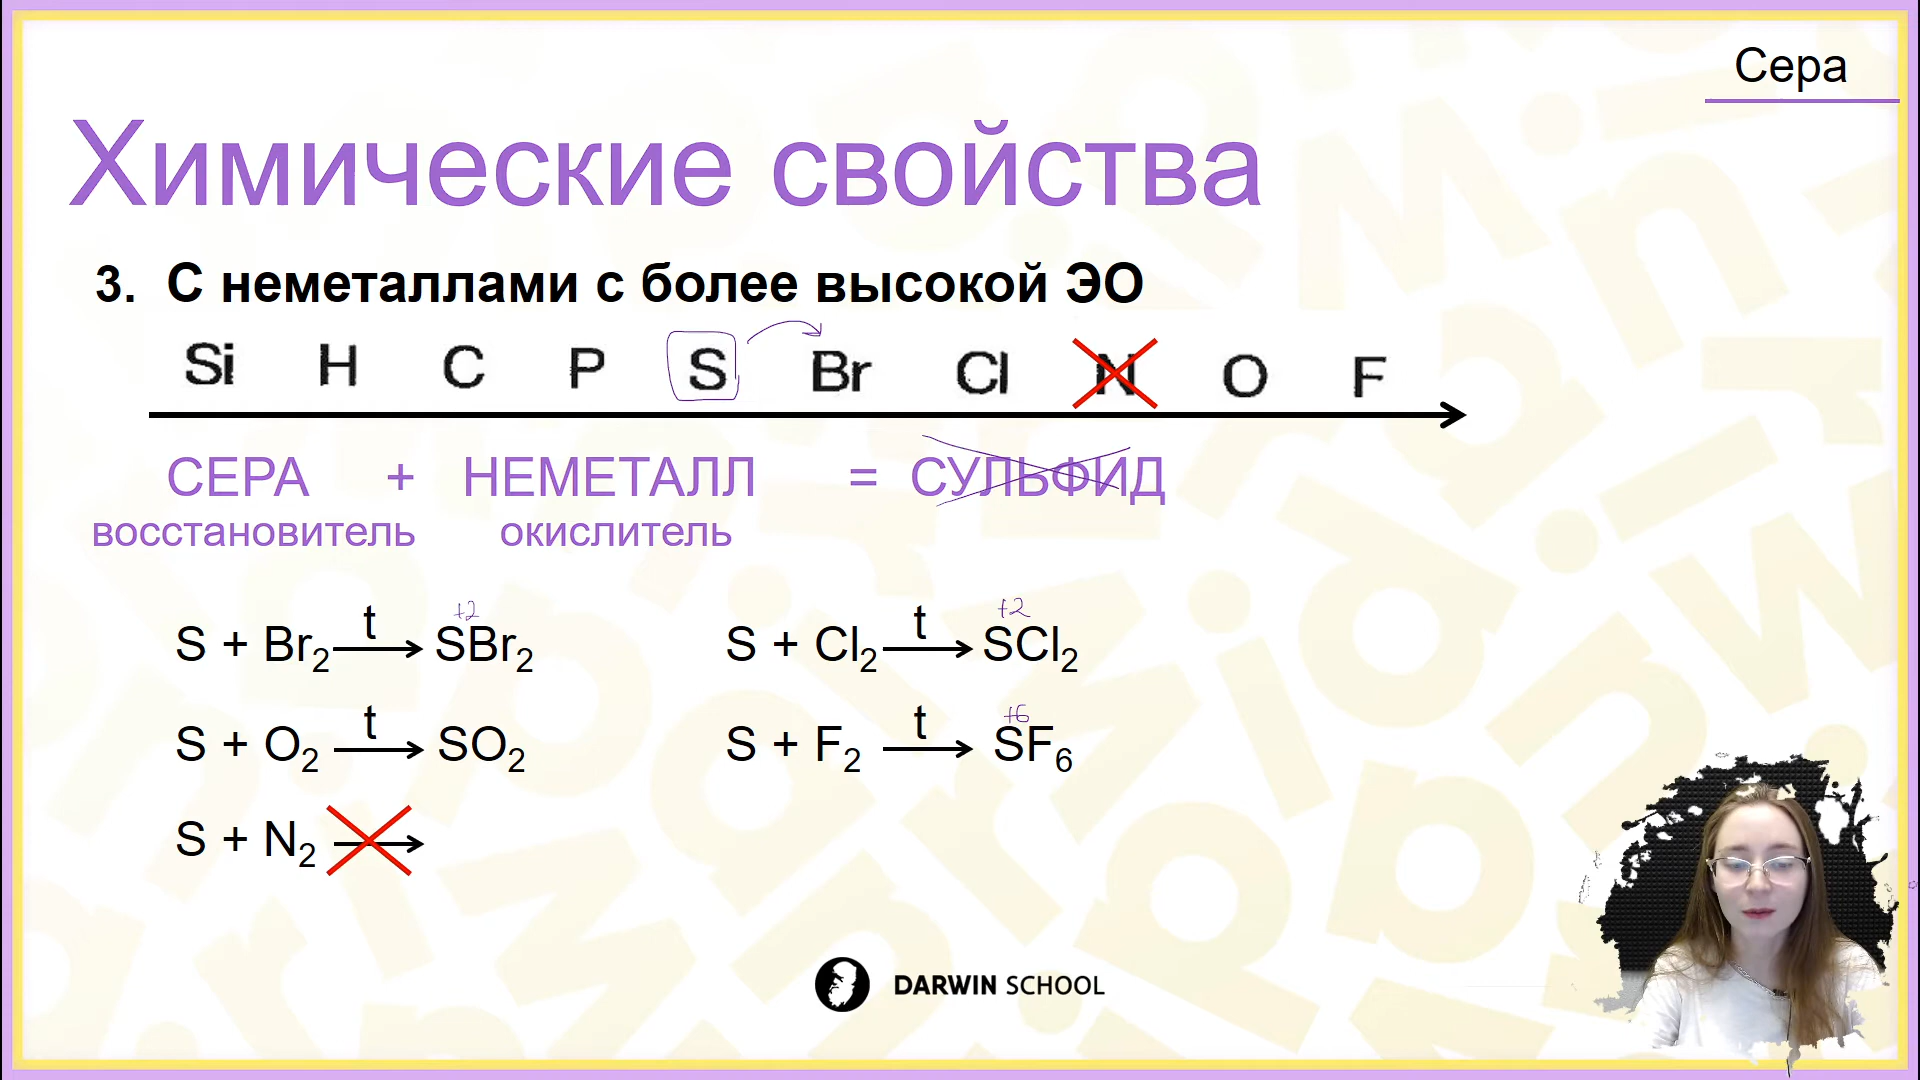 Сера
Химические свойства
3. С неметаллами с более высокой ЭО
Si H C P S Br Cl N O F
СЕРА + НЕМЕТАЛЛ = СУЛЬФИД
восстановитель окислитель
+2 +2
S + Br₂ t→ SBr₂ S + Cl₂ t→ SCl₂
+6
S + O₂ t→ SO₂ S + F₂ t→ SF₆
S + N₂ →
DARWIN SCHOOL